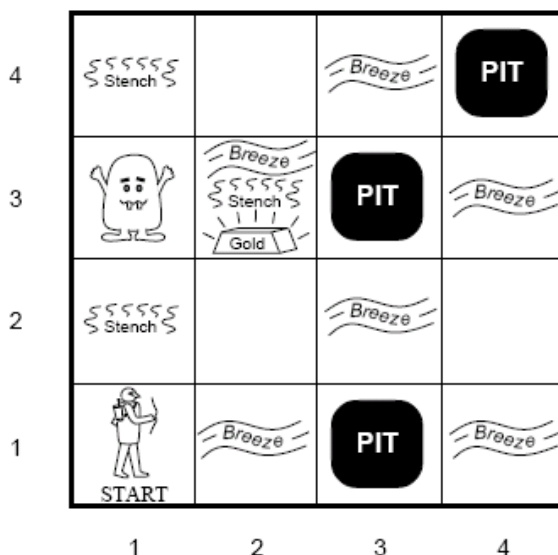 4
Stench
Breeze
PIT
3
Breeze
Stench
Gold
PIT
Breeze
2
Stench
Breeze
1
START
Breeze
PIT
Breeze
1 2 3 4